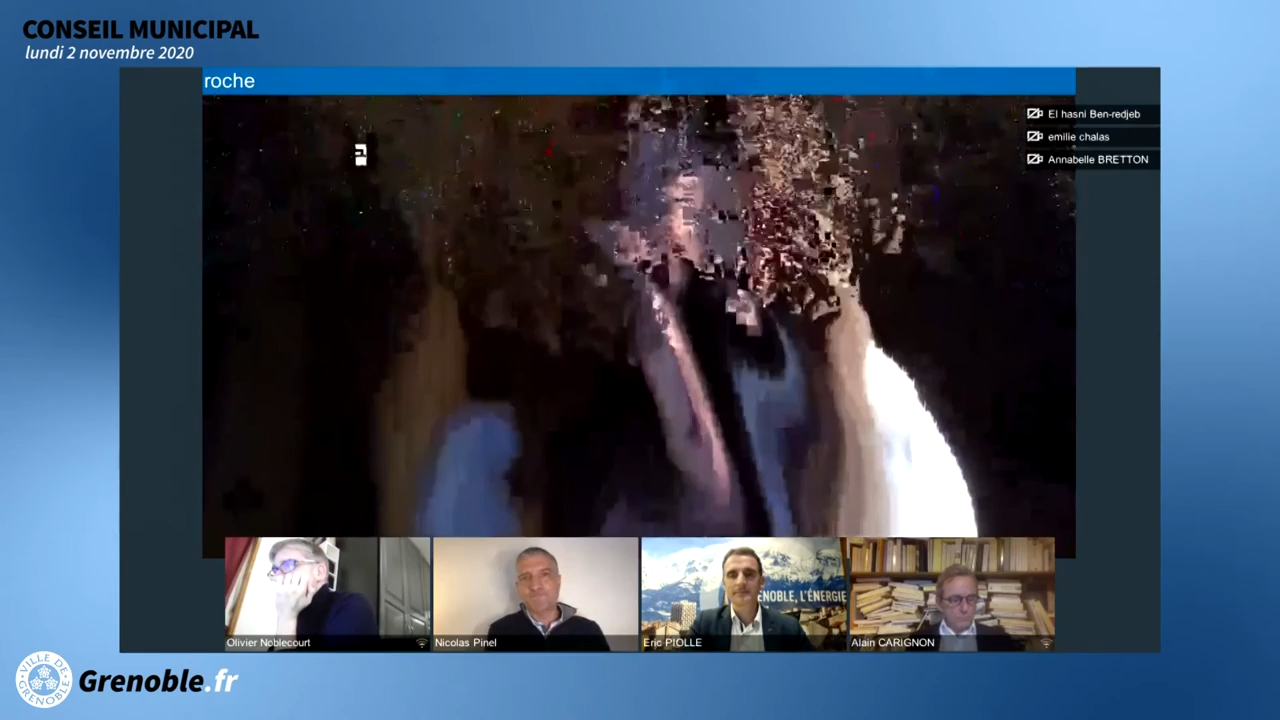 CONSEIL MUNICIPAL
lundi 2 novembre 2020
roche
El hasni Ben-redjeb
emilie chalas
Annabelle BRETTON
ENOBLE, L'ÉNERGIE
Olivier Noblecourt
Nicolas Pinel
Eric PIOLLE
Alain CARIGNON
VILLE DE GRENOBLE
Grenoble.fr